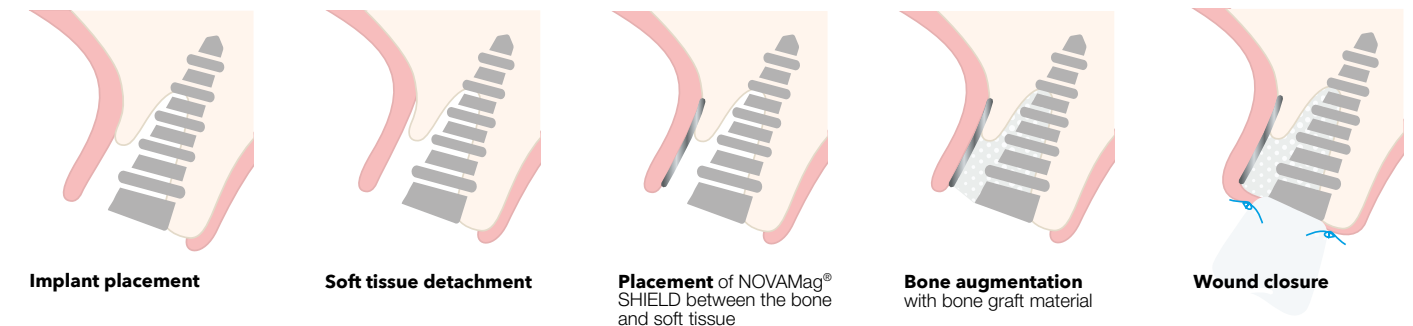 Implant placement
Soft tissue detachment
Placement of NOVAMag®
SHIELD between the bone
and soft tissue
Bone augmentation
with bone graft material
Wound closure